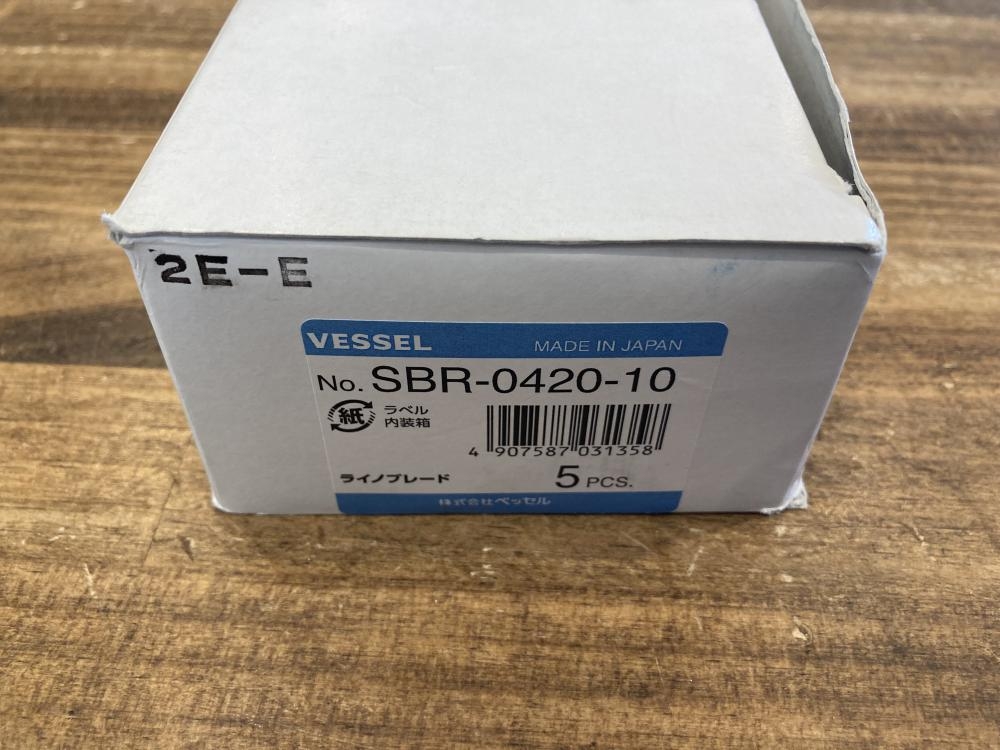 2E-E
VESSEL MADE IN JAPAN
No. SBR-0420-10
紙 ラベル
内装箱
4 907587 031358
ライノブレード 5 PCS.
株式会社ベッセル